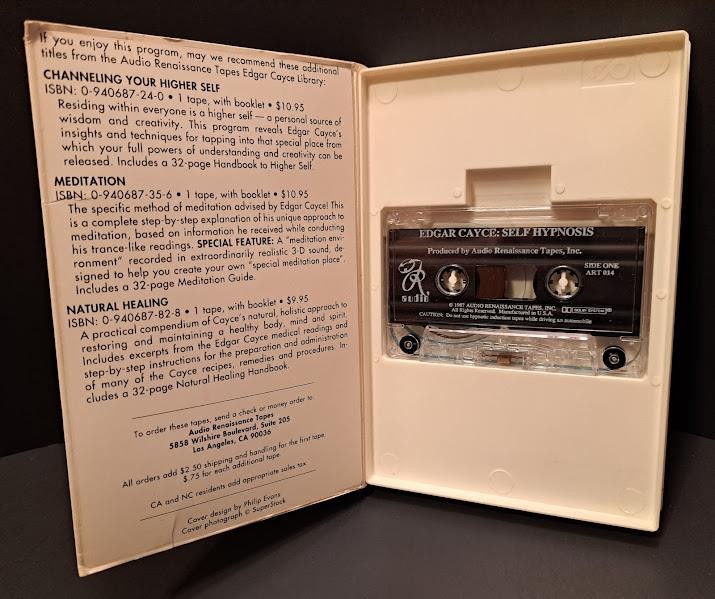 If you enjoy this program, may we recommend these additional
titles from the Audio Renaissance Tapes Edgar Cayce Library:
CHANNELING YOUR HIGHER SELF
ISBN: 0-940687-24-0 • 1 tape, with booklet • $10.95
Residing within everyone is a higher self — a personal source of
wisdom and creativity. This program reveals Edgar Cayce's
insights and techniques for tapping into that special place from
which your full powers of understanding and creativity can be
released. Includes a 32-page Handbook to Higher Self.
MEDITATION
ISBN: 0-940687-35-6 • 1 tape, with booklet • $10.95
The specific method of meditation advised by Edgar Cayce! This
is a complete step-by-step explanation of his unique approach to
meditation, based on information he received while conducting
his trance-like readings. SPECIAL FEATURE: A "meditation envi-
ronment" recorded in extraordinarily realistic 3-D sound, de-
signed to help you create your own "special meditation place".
Includes a 32-page Meditation Guide.
NATURAL HEALING
ISBN: 0-940687-82-8 • 1 tape, with booklet • $9.95
A practical compendium of Cayce's natural, holistic approach to
restoring and maintaining a healthy body, mind and spirit.
Includes excerpts from the Edgar Cayce medical readings and
step-by-step instructions for the preparation and administration
of many of the Cayce recipes, remedies and procedures. In-
cludes a 32-page Natural Healing Handbook.
To order these tapes, send a check or money order to:
Audio Renaissance Tapes
5858 Wilshire Boulevard, Suite 205
Los Angeles, CA 90036
All orders add $2.50 shipping and handling for the first tape,
$.75 for each additional tape.
CA and NC residents add appropriate sales tax
Cover design by Philip Evans
Cover photograph © SuperStock
EDGAR CAYCE: SELF HYPNOSIS
Produced by Audio Renaissance Tapes, Inc.
SIDE ONE
ART 014
audio
© 1987 AUDIO RENAISSANCE TAPES, INC.
All Rights Reserved. Manufactured in U.S.A.
DOLBY SYSTEM
CAUTION: Do not use hypnotic induction tapes while driving an automobile